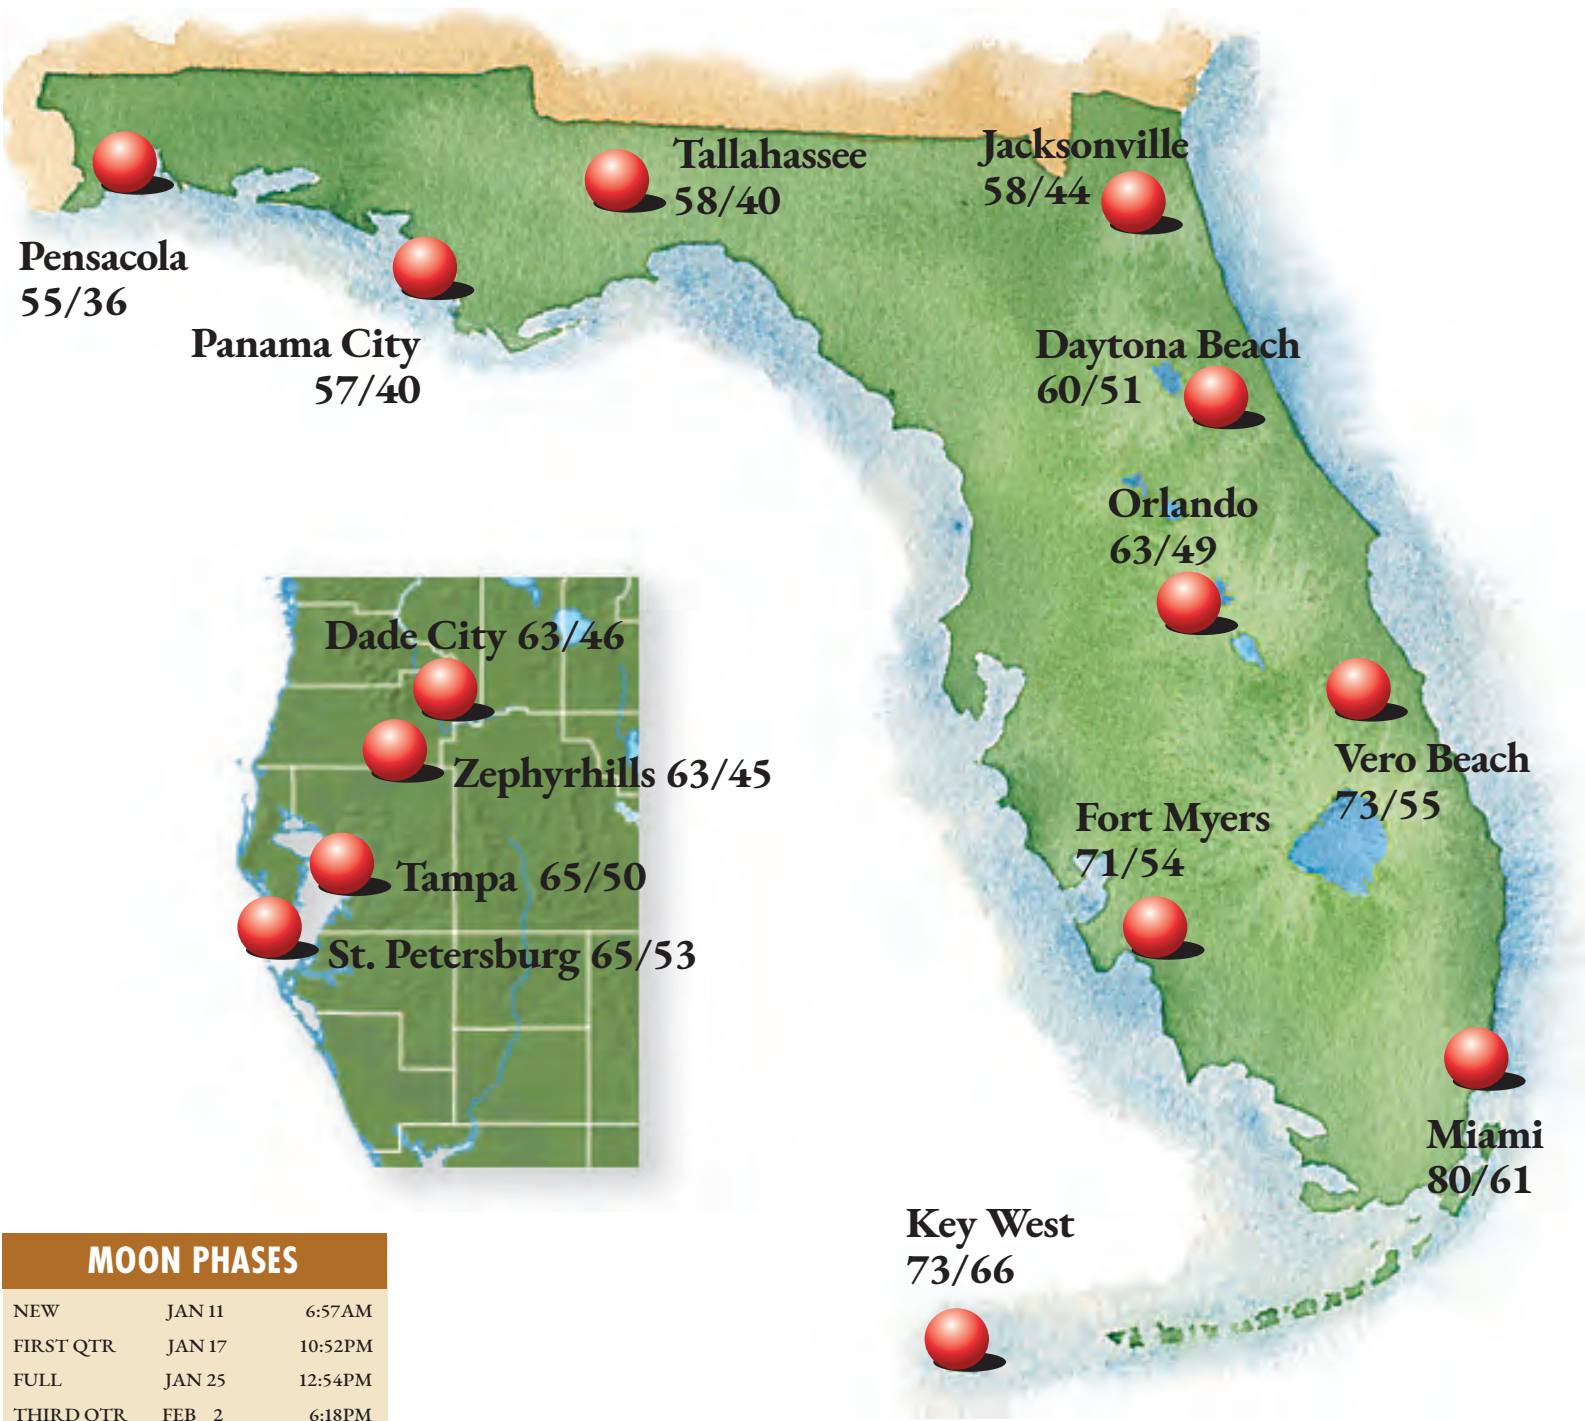 Tallahassee
58/40
Jacksonville
58/44
Pensacola
55/36
Panama City
57/40
Daytona Beach
60/51
Orlando
63/49
Dade City 63/46
Zephyrhills 63/45
Tampa 65/50
St. Petersburg 65/53
Vero Beach
73/55
Fort Myers
71/54
Miami
80/61
Key West
73/66
MOON PHASES
NEW JAN 11 6:57AM
FIRST QTR JAN 17 10:52PM
FULL JAN 25 12:54PM
THIRD QTR FEB 2 6:18PM